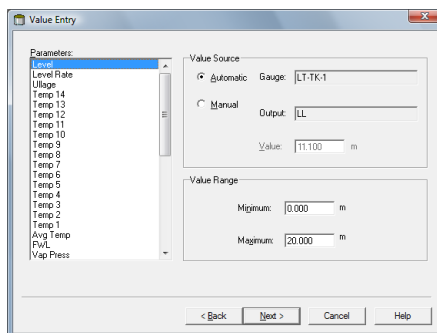 Value Entry
Parameters:
Level
Level Rate
Ullage
Temp 14
Temp 13
Temp 12
Temp 11
Temp 10
Temp 9
Temp 8
Temp 7
Temp 6
Temp 5
Temp 4
Temp 3
Temp 2
Temp 1
Avg Temp
FWL
Vap Press
Value Source
Automatic
Gauge: LT-TK-1
Manual
Output: LL
Value: 11.100 m
Value Range
Minimum: 0.000 m
Maximum: 20.000 m
< Back
Next >
Cancel
Help